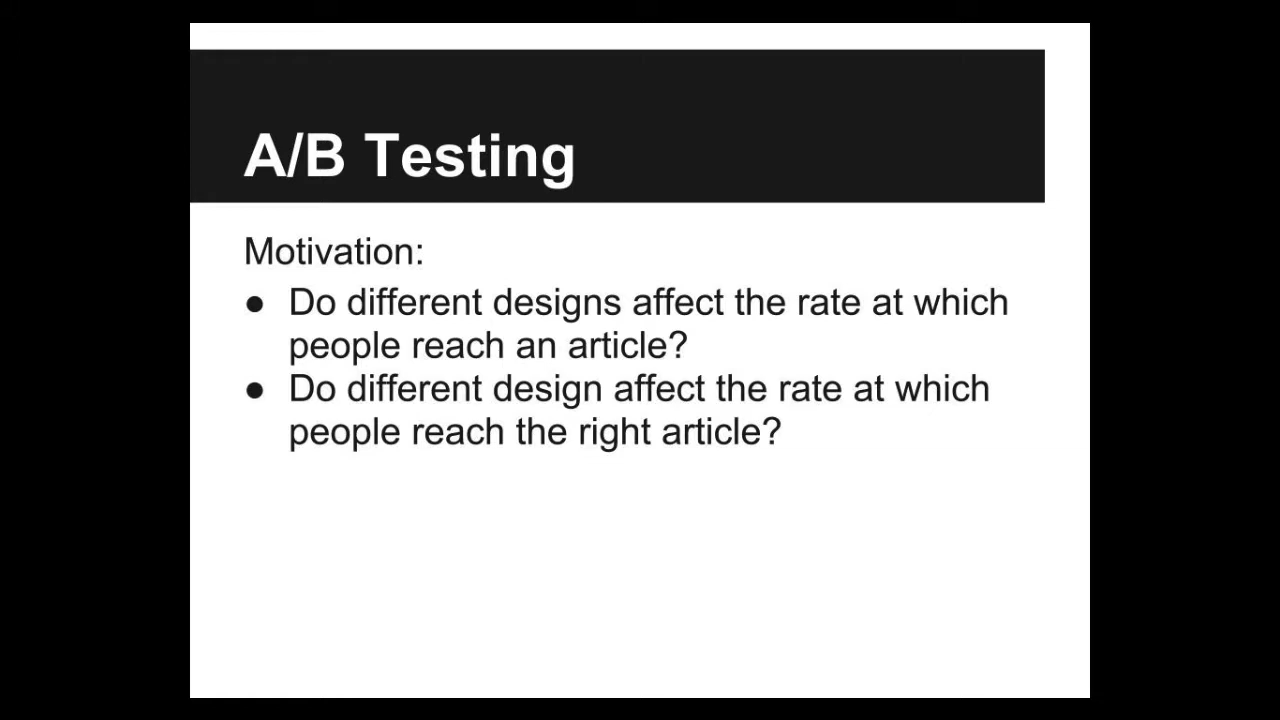 A/B Testing
Motivation:
● Do different designs affect the rate at which
people reach an article?
● Do different design affect the rate at which
people reach the right article?